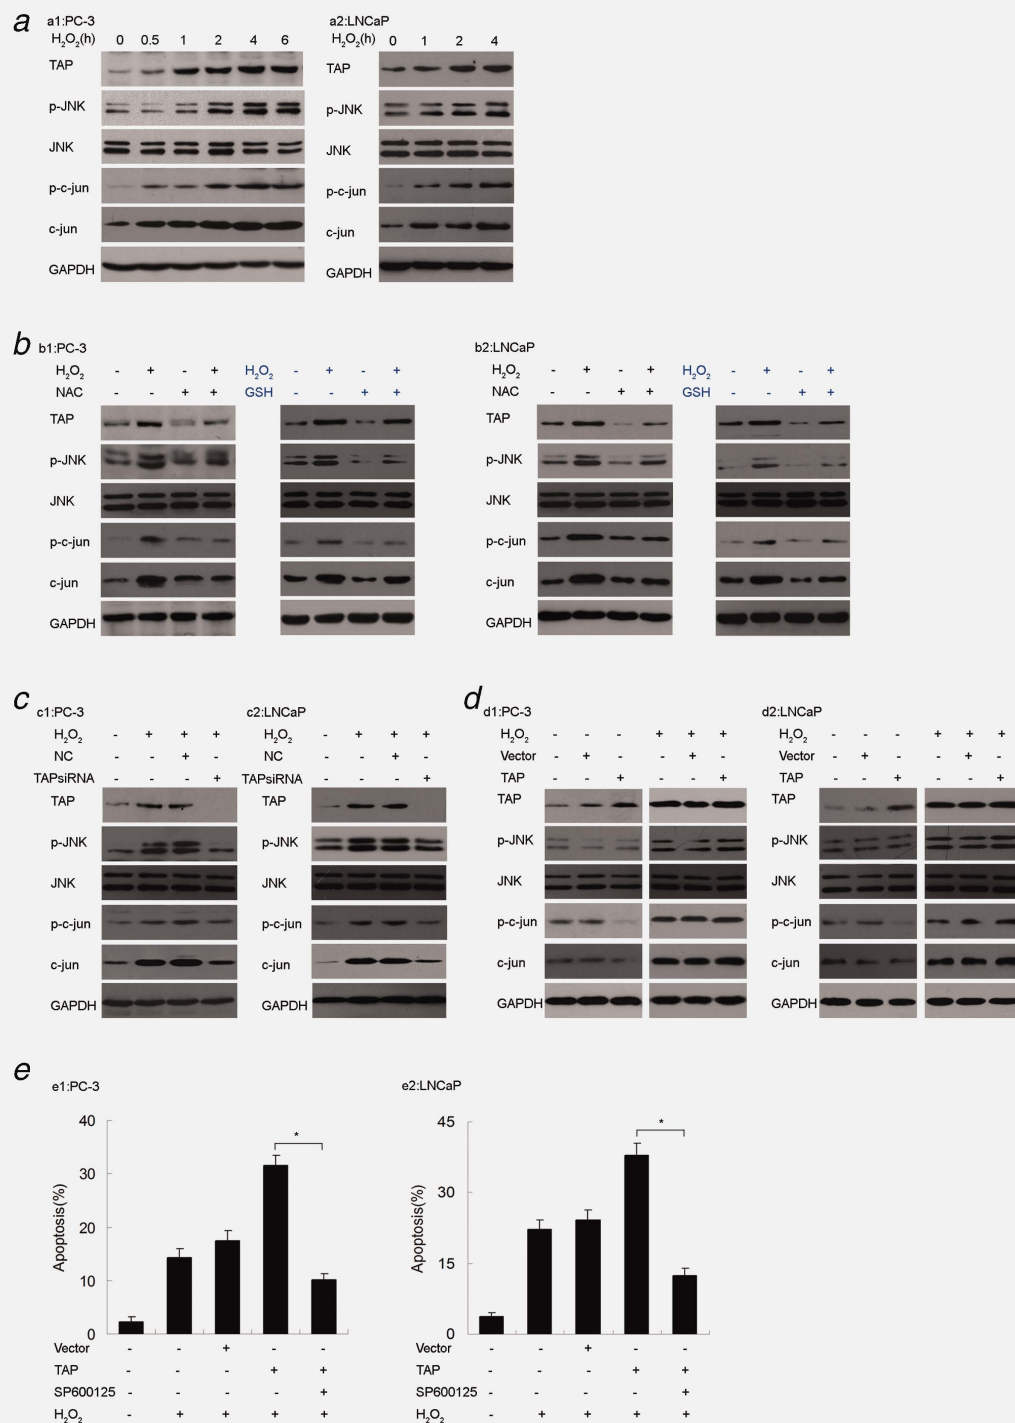 a
a1:PC-3 a2:LNCaP
H2O2(h) 0 0.5 1 2 4 6 H2O2(h) 0 1 2 4
TAP TAP
p-JNK p-JNK
JNK JNK
p-c-jun p-c-jun
c-jun c-jun
GAPDH GAPDH
b
b1:PC-3 b2:LNCaP
H2O2 - + - + H2O2 - + - + H2O2 - + - + H2O2 - + - +
NAC - - + + GSH - - + + NAC - - + + GSH - - + +
TAP TAP
p-JNK p-JNK
JNK JNK
p-c-jun p-c-jun
c-jun c-jun
GAPDH GAPDH
c d
c1:PC-3 c2:LNCaP d1:PC-3 d2:LNCaP
H2O2 - + + + H2O2 - + + + H2O2 - - - + + + H2O2 - - - + + +
NC - - + - NC - - + - Vector - + - - + - Vector - + - - + -
TAPsiRNA - - - + TAPsiRNA - - - + TAP - - + - - + TAP - - + - - +
TAP TAP TAP TAP
p-JNK p-JNK p-JNK p-JNK
JNK JNK JNK JNK
p-c-jun p-c-jun p-c-jun p-c-jun
c-jun c-jun c-jun c-jun
GAPDH GAPDH GAPDH GAPDH
e
e1:PC-3 e2:LNCaP
40 45
* *
30 30
Apoptosis(%) Apoptosis(%)
20
10 15
0 0
Vector - - + - - Vector - - + - -
TAP - - - + + TAP - - - + +
SP600125 - - - - + SP600125 - - - - +
H2O2 - + + + + H2O2 - + + + +